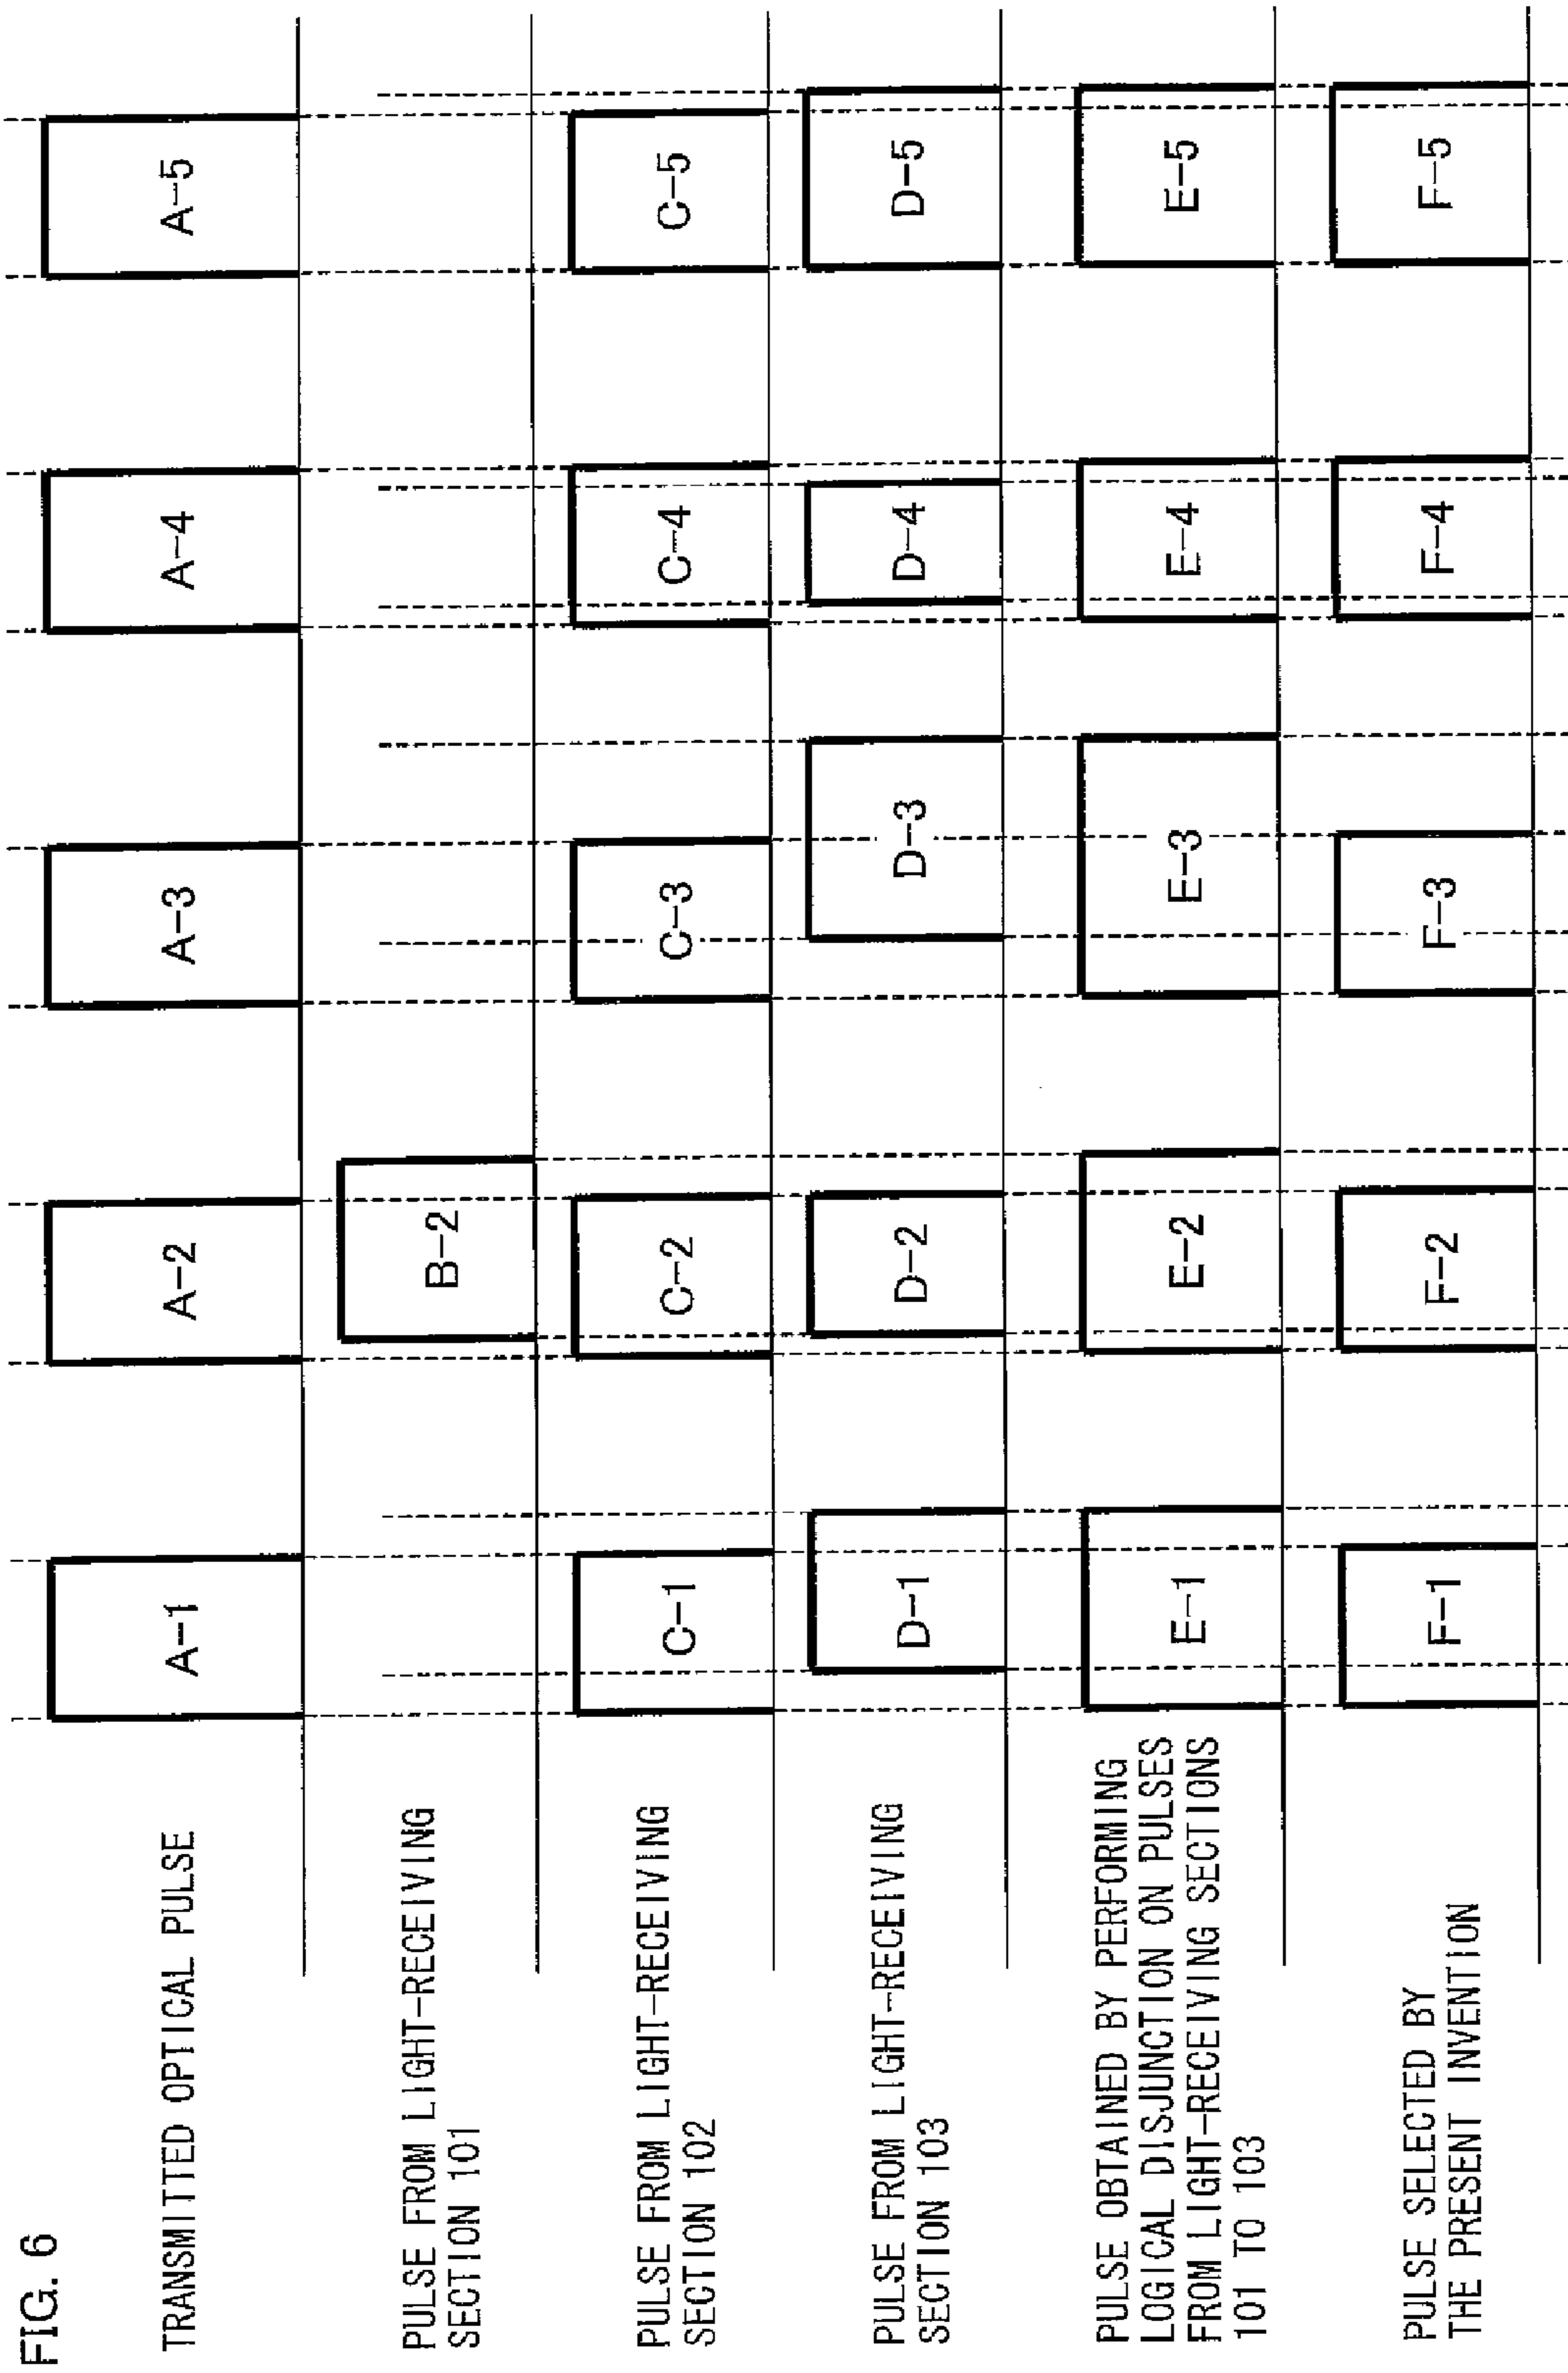 FIG. 6
TRANSMITTED OPTICAL PULSE
A-1 A-2 A-3 A-4 A-5
PULSE FROM LIGHT-RECEIVING
SECTION 101
B-2
PULSE FROM LIGHT-RECEIVING
SECTION 102
C-1 C-2 C-3 C-4 C-5
PULSE FROM LIGHT-RECEIVING
SECTION 103
D-1 D-2 D-3 D-4 D-5
PULSE OBTAINED BY PERFORMING
LOGICAL DISJUNCTION ON PULSES
FROM LIGHT-RECEIVING SECTIONS
101 TO 103
E-1 E-2 E-3 E-4 E-5
PULSE SELECTED BY
THE PRESENT INVENTION
F-1 F-2 F-3 F-4 F-5